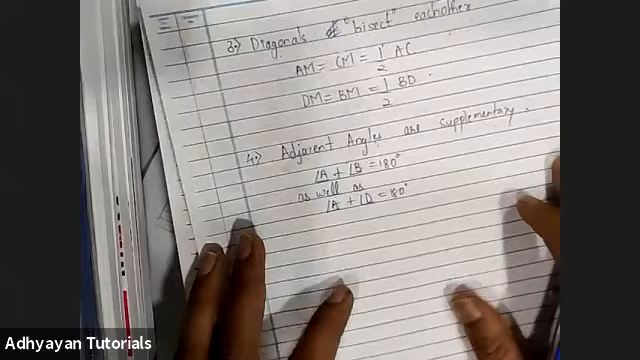 3.) Diagonals "bisect" eachother
AM = CM = 1/2 AC
DM = BM = 1/2 BD.
4.) Adjacent Angles are supplementary.
∠A + ∠B = 180°
as well as
∠A + ∠D = 180°
Adhyayan Tutorials